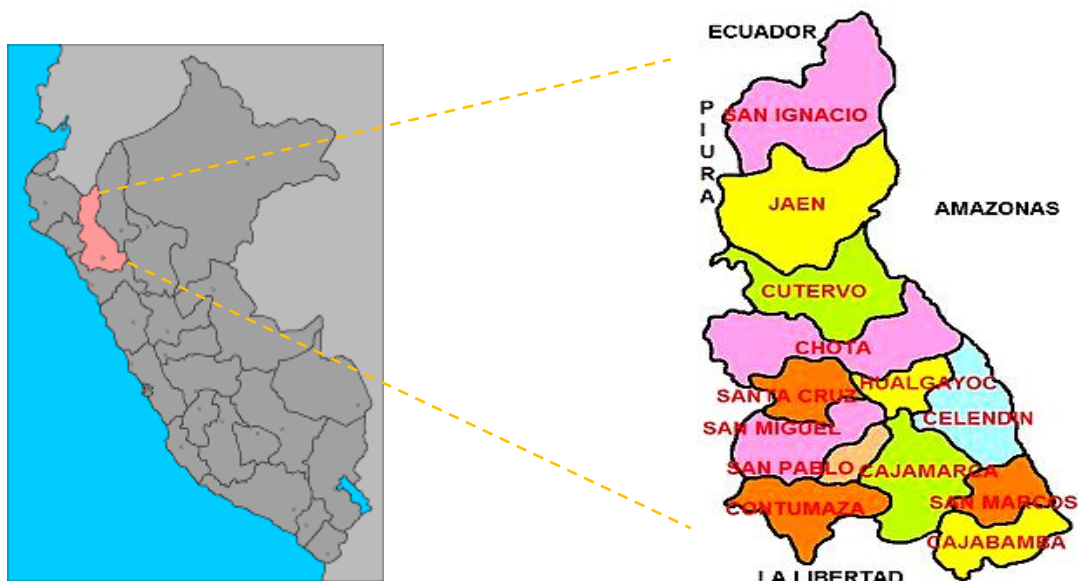 ECUADOR
PIURA
SAN IGNACIO
JAEN
AMAZONAS
CUTERVO
CHOTA
HUALGAYOC
SANTA CRUZ
CELENDIN
SAN MIGUEL
SAN PABLO
CAJAMARCA
CONTUMAZA
SAN MARCOS
CAJABAMBA
LA LIBERTAD